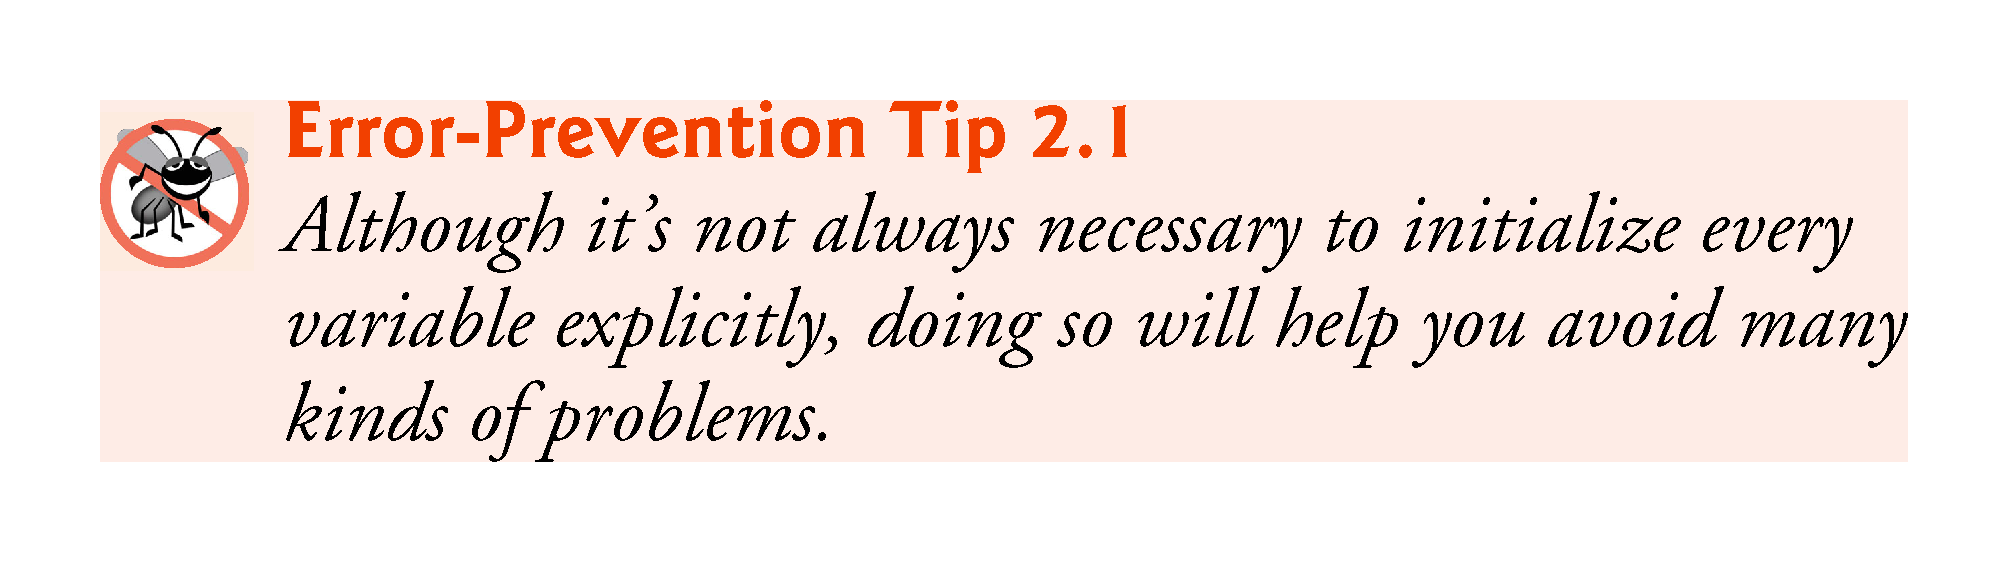 Error-Prevention Tip 2.1
Although it’s not always necessary to initialize every
variable explicitly, doing so will help you avoid many
kinds of problems.